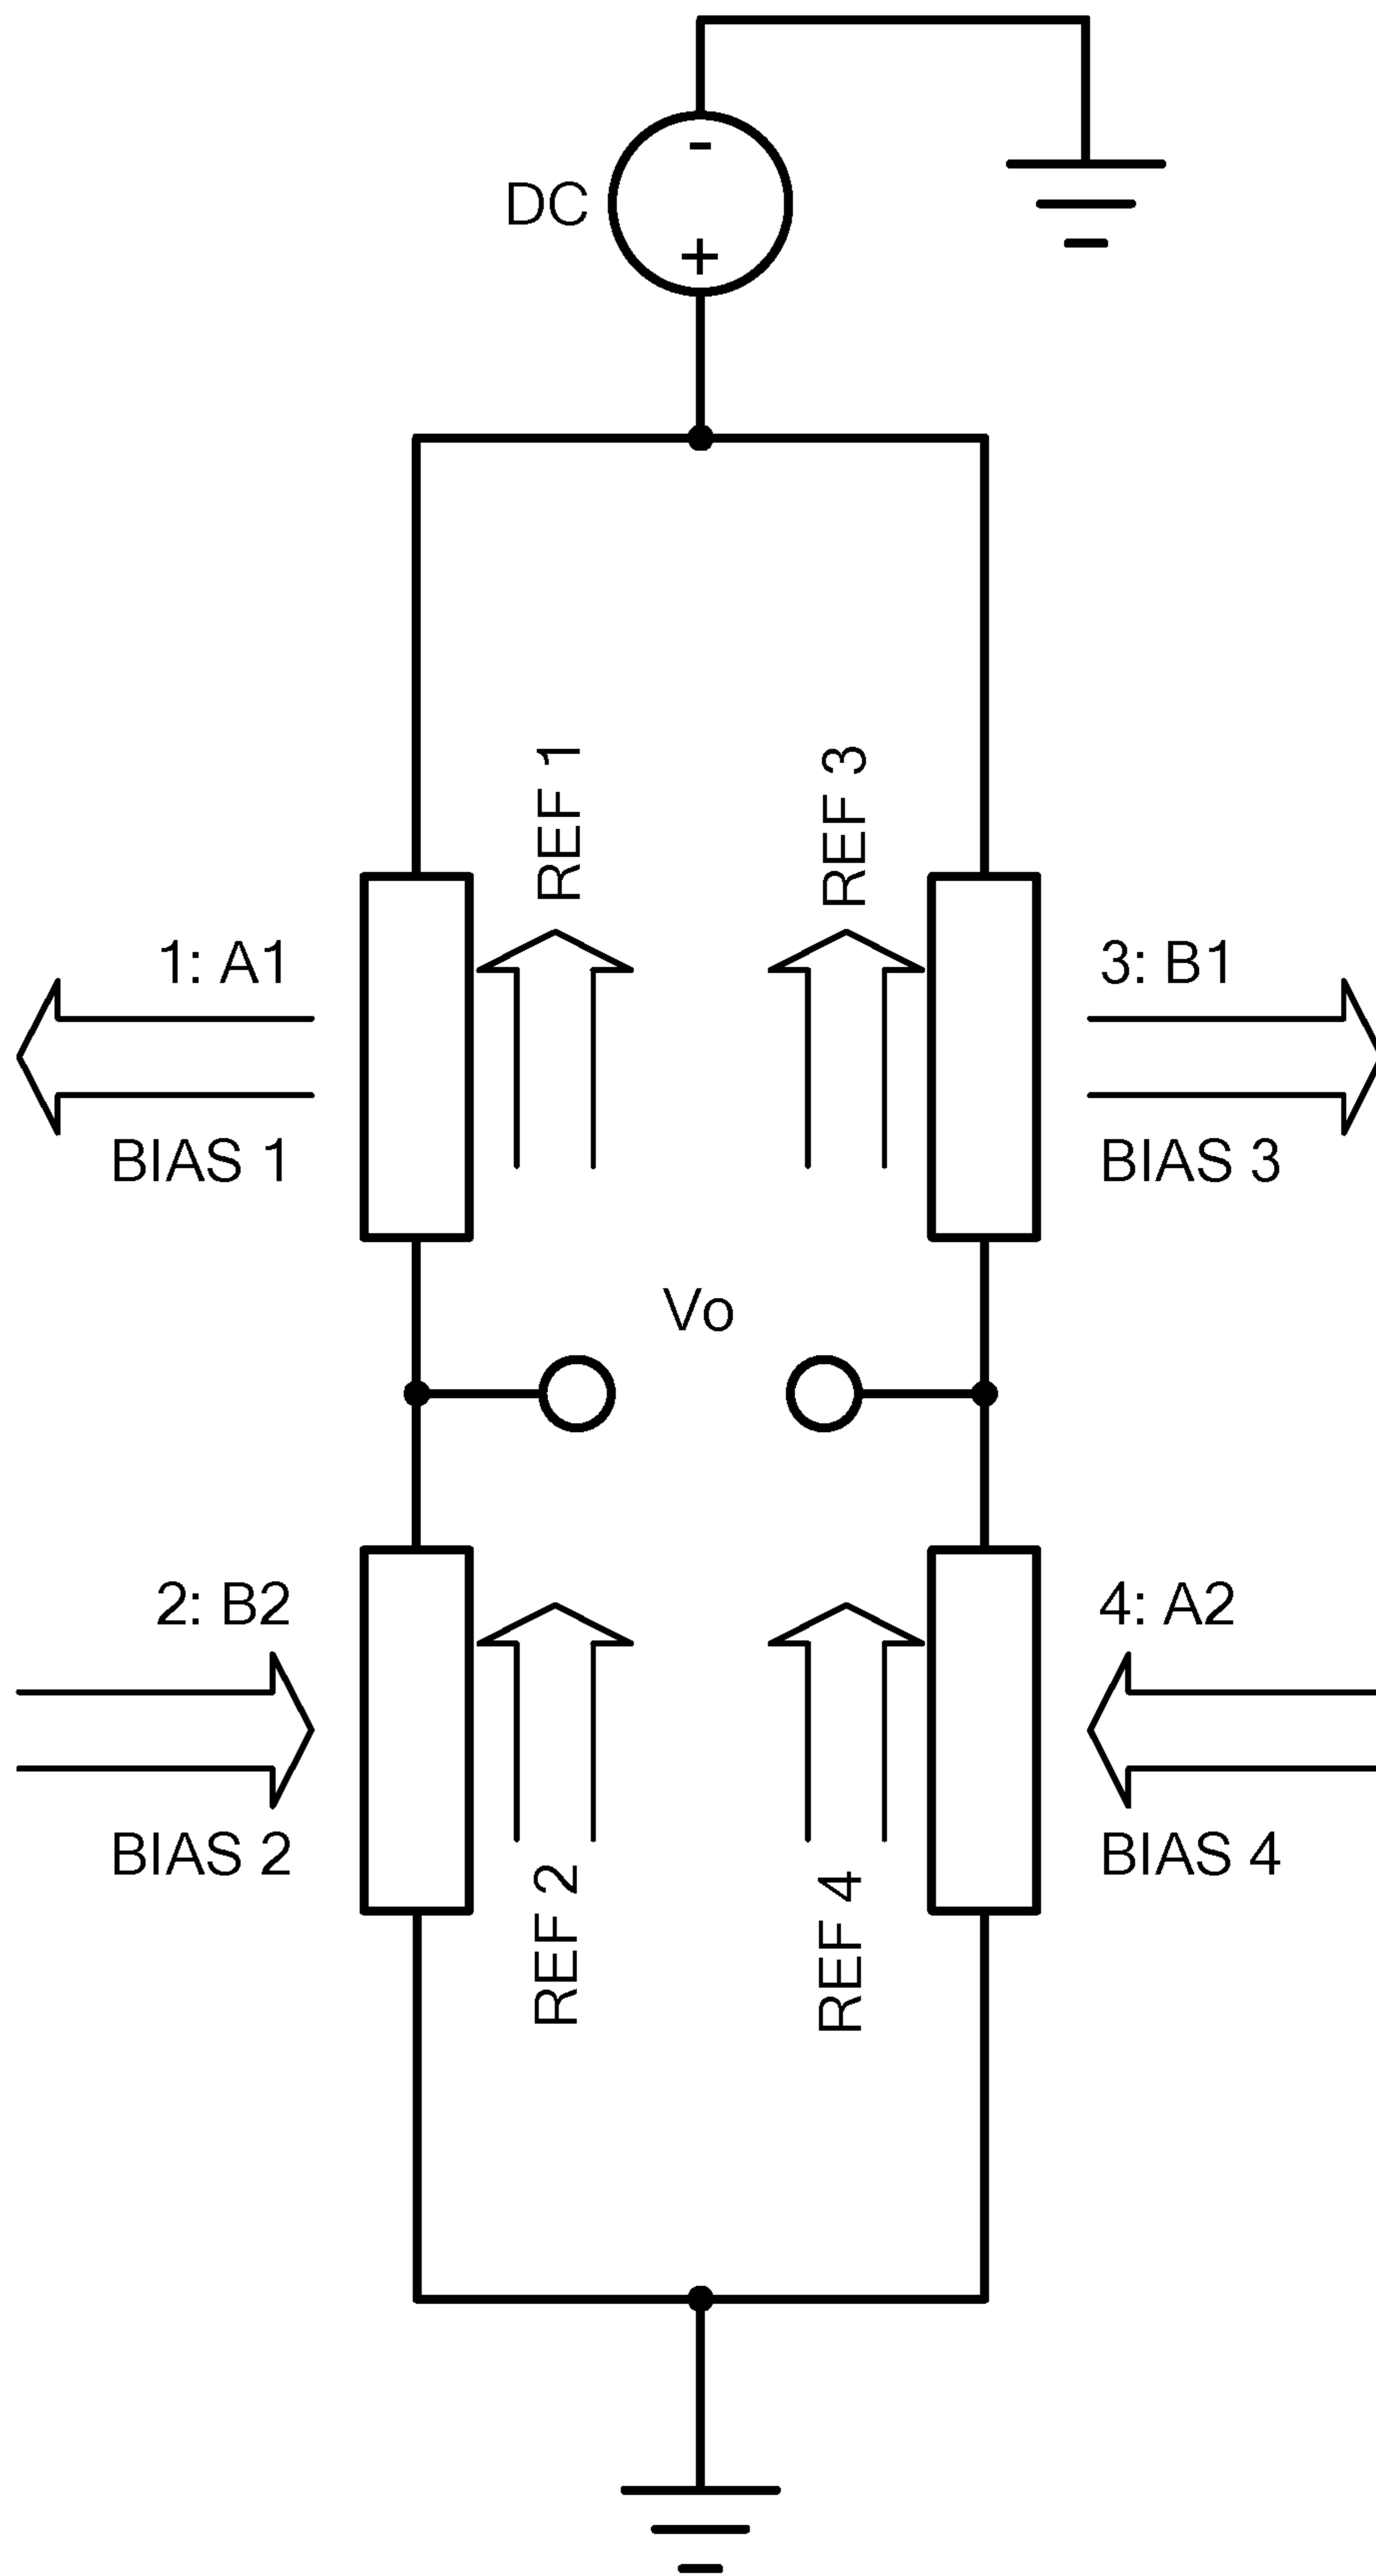 -
DC
+
REF 1
REF 3
1: A1
3: B1
BIAS 1
BIAS 3
Vo
2: B2
4: A2
BIAS 2
BIAS 4
REF 2
REF 4